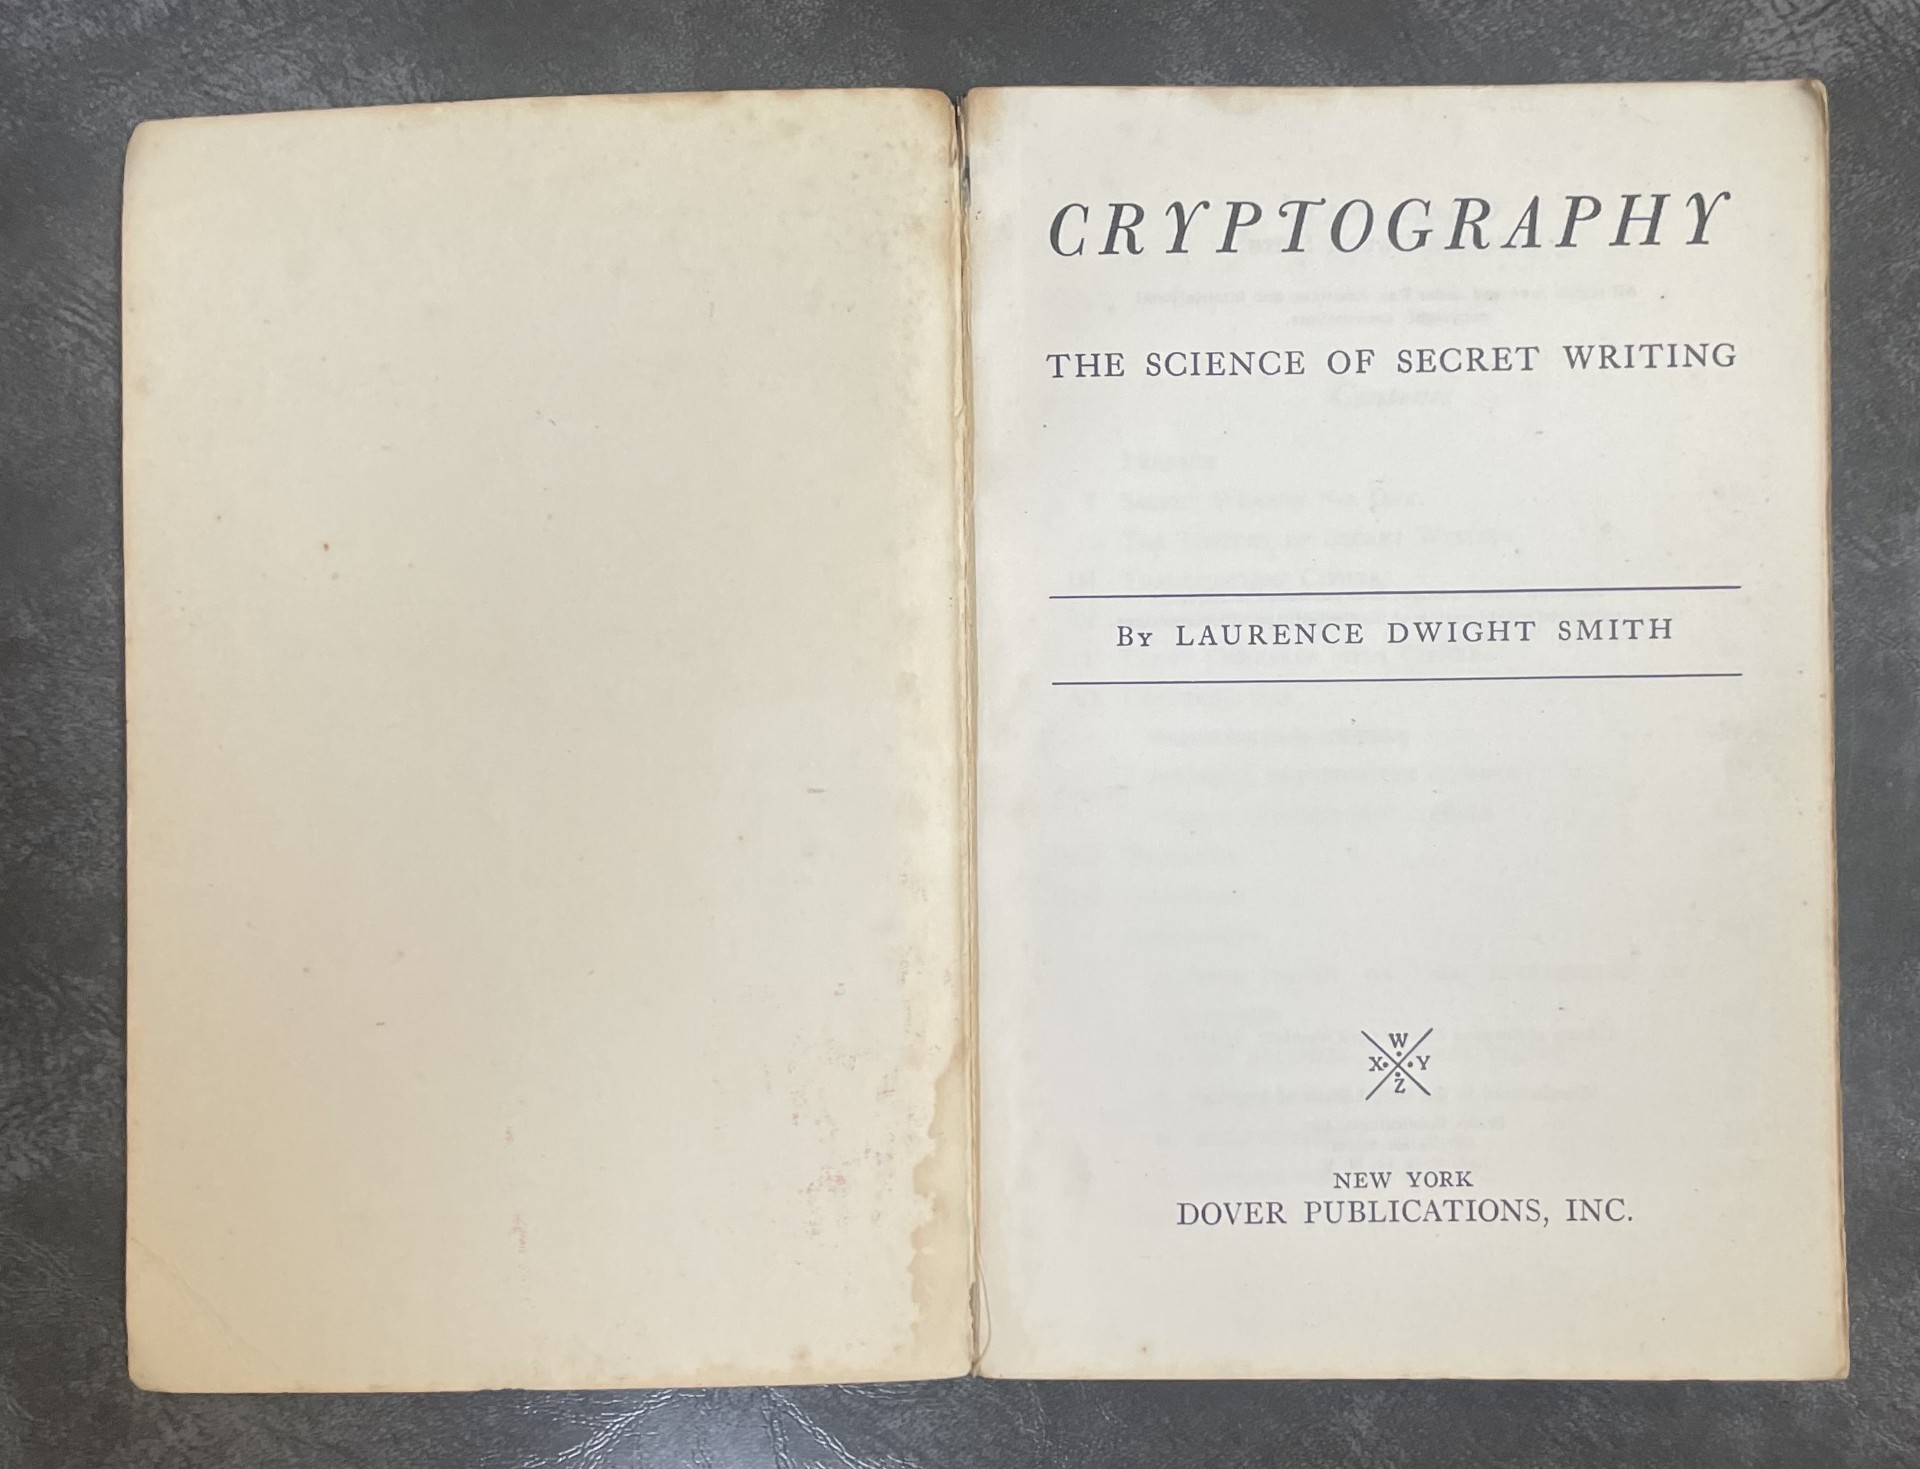 CRYPTOGRAPHY
THE SCIENCE OF SECRET WRITING
By LAURENCE DWIGHT SMITH
W
X Y
Z
NEW YORK
DOVER PUBLICATIONS, INC.